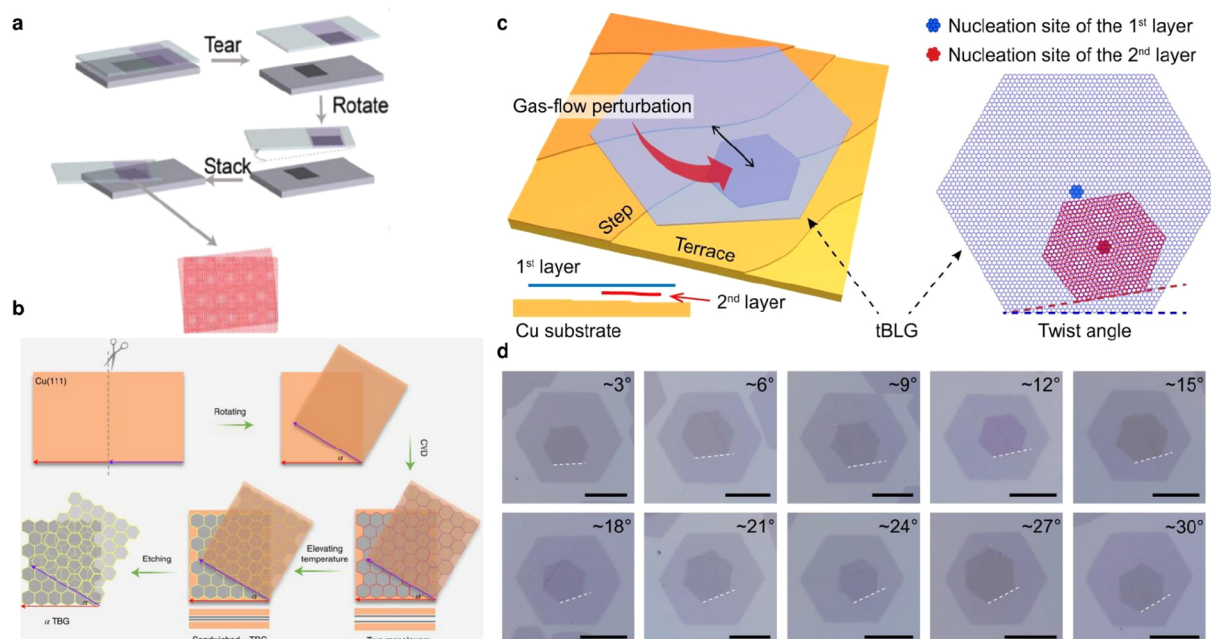 a
Tear
Rotate
Stack
b
Cu(111)
Rotating
α
CVD
α
Elevating
temperature
α
Etching
α
α TBG
c
Gas-flow perturbation
Step
Terrace
1st layer
2nd layer
Cu substrate
tBLG
Nucleation site of the 1st layer
Nucleation site of the 2nd layer
Twist angle
d
~3°
~6°
~9°
~12°
~15°
~18°
~21°
~24°
~27°
~30°